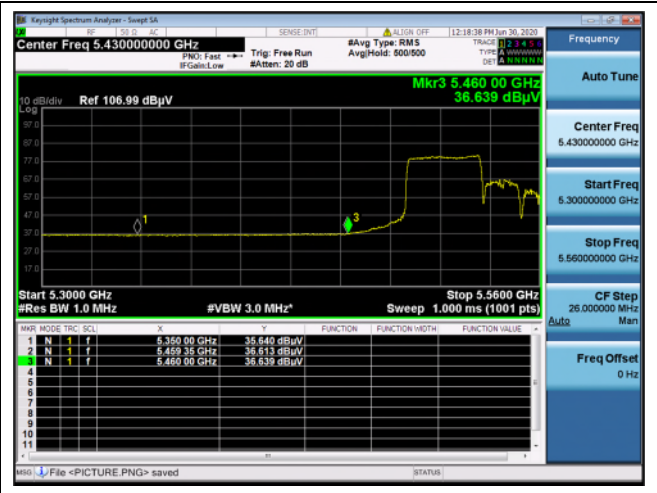 Keysight Spectrum Analyzer - Swept SA
RF 50 Ω AC SENSE:INT ALIGN OFF 12:18:38 PM Jun 30, 2020
Center Freq 5.430000000 GHz
PNO: Fast
IFGain:Low
Trig: Free Run
#Atten: 20 dB
#Avg Type: RMS
Avg|Hold: 500/500
TRACE 1 2 3 4 5 6
TYPE A WWWWW
DET A N N N N N
Frequency
Mkr3 5.460 00 GHz
36.639 dBµV
10 dB/div Ref 106.99 dBµV
Log
97.0
87.0
77.0
67.0
57.0
47.0
37.0
27.0
17.0
1
3
Start 5.3000 GHz Stop 5.5600 GHz
#Res BW 1.0 MHz #VBW 3.0 MHz* Sweep 1.000 ms (1001 pts)
MKR MODE TRC SCL X Y FUNCTION FUNCTION WIDTH FUNCTION VALUE
1 N 1 f 5.350 00 GHz 35.640 dBµV
2 N 1 f 5.459 35 GHz 36.613 dBµV
3 N 1 f 5.460 00 GHz 36.639 dBµV
4
5
6
7
8
9
10
11
MSG File <PICTURE.PNG> saved STATUS
Auto Tune
Center Freq
5.430000000 GHz
Start Freq
5.300000000 GHz
Stop Freq
5.560000000 GHz
CF Step
26.000000 MHz
Auto Man
Freq Offset
0 Hz